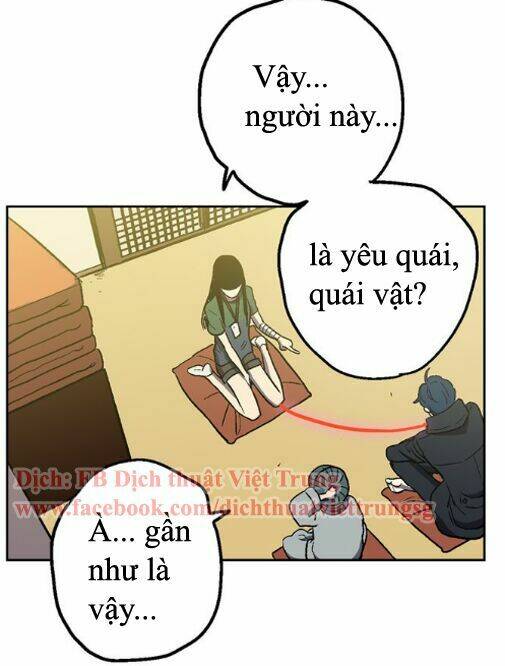 Vậy...
người này...
là yêu quái,
quái vật?
Dịch: FB Dịch thuật Việt Trung
www.facebook.com/dichthuatviettrungsg
À... gần
như là
vậy...